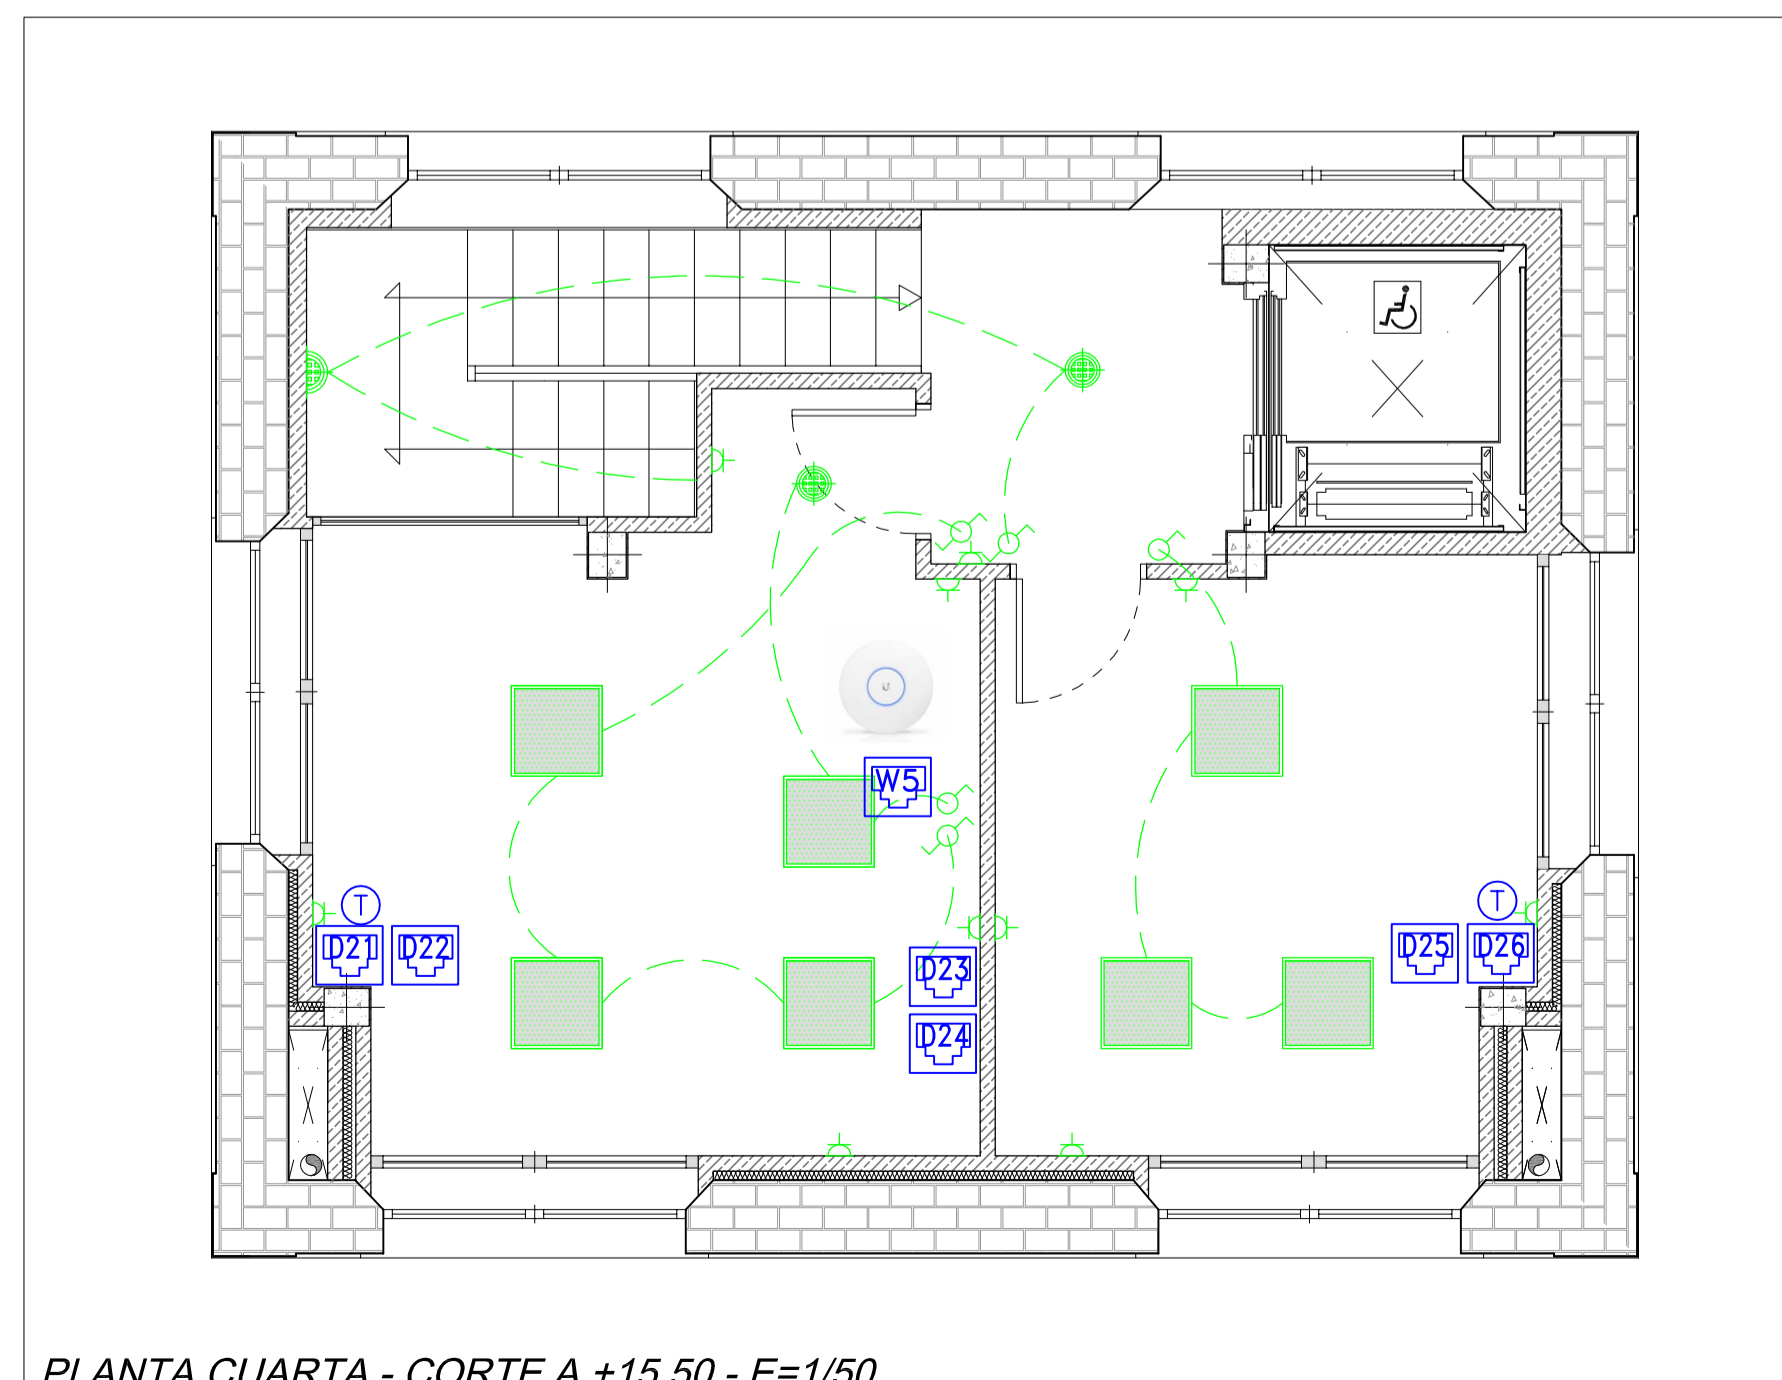 W5
T
T
D21
D22
D25
D26
D23
D24
PLANTA CUARTA - CORTE A +15.50 - E=1/50